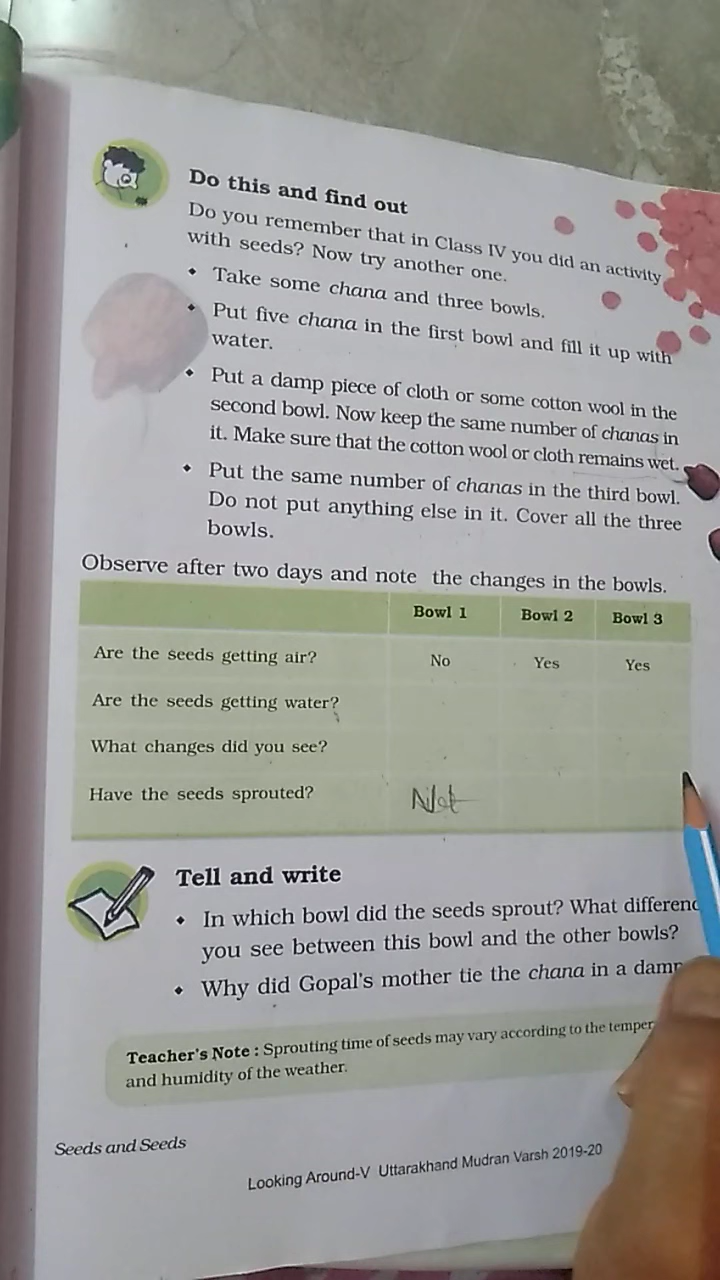 Do this and find out
Do you remember that in Class IV you did an activity
with seeds? Now try another one.
• Take some chana and three bowls.
• Put five chana in the first bowl and fill it up with
water.
• Put a damp piece of cloth or some cotton wool in the
second bowl. Now keep the same number of chanas in
it. Make sure that the cotton wool or cloth remains wet.
• Put the same number of chanas in the third bowl.
Do not put anything else in it. Cover all the three
bowls.
Observe after two days and note the changes in the bowls.
Bowl 1 Bowl 2 Bowl 3
Are the seeds getting air? No Yes Yes
Are the seeds getting water?
What changes did you see?
Have the seeds sprouted? Not
Tell and write
• In which bowl did the seeds sprout? What differenc
you see between this bowl and the other bowls?
• Why did Gopal's mother tie the chana in a
Teacher's Note : Sprouting time of seeds may vary according to the temper
and humidity of the weather.
Seeds and Seeds
Looking Around-V Uttarakhand Mudran Varsh 2019-20